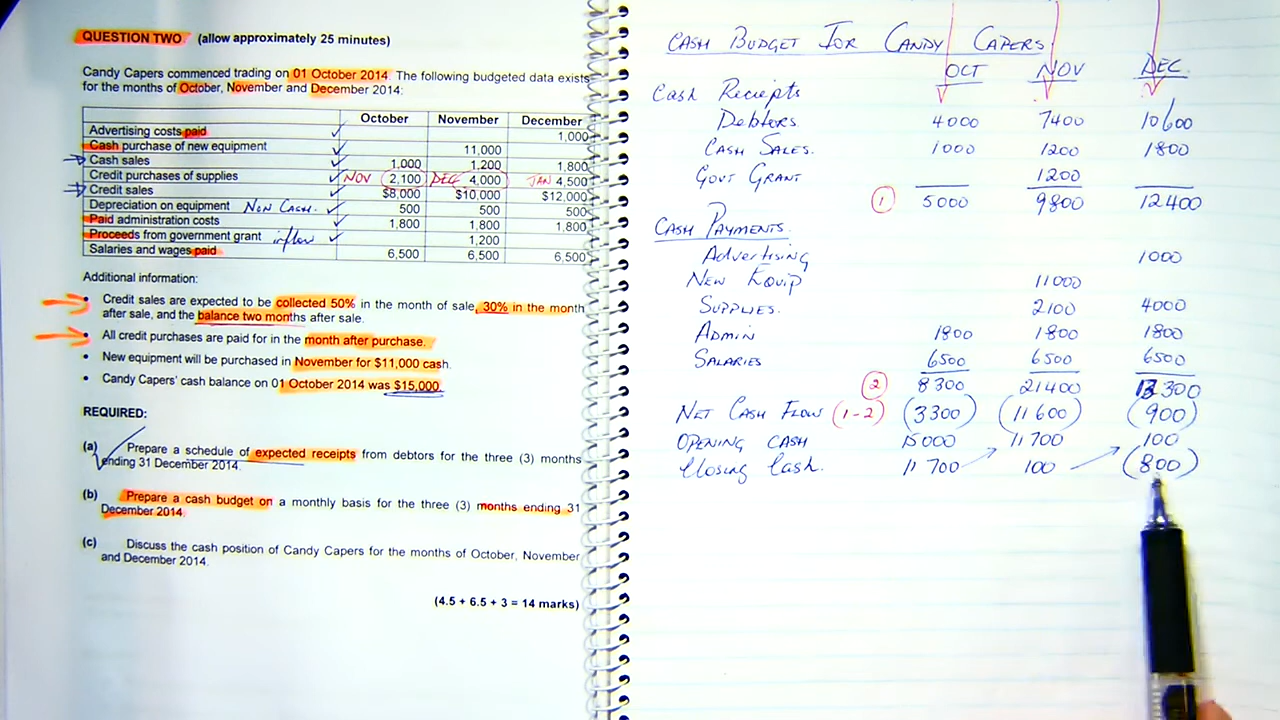 QUESTION TWO (allow approximately 25 minutes)
Candy Capers commenced trading on 01 October 2014. The following budgeted data exists
for the months of October, November and December 2014:
October November December
Advertising costs paid ✓ 1,000
Cash purchase of new equipment ✓ 11,000
Cash sales ✓ 1,000 1,200 1,800
Credit purchases of supplies ✓ NOV 2,100 DEC 4,000 JAN 4,500
Credit sales ✓ $8,000 $10,000 $12,000
Depreciation on equipment NON CASH. ✓ 500 500 500
Paid administration costs ✓ 1,800 1,800 1,800
Proceeds from government grant inflow ✓ 1,200
Salaries and wages paid 6,500 6,500 6,500
Additional information:
• Credit sales are expected to be collected 50% in the month of sale, 30% in the month
after sale, and the balance two months after sale.
• All credit purchases are paid for in the month after purchase.
• New equipment will be purchased in November for $11,000 cash.
• Candy Capers' cash balance on 01 October 2014 was $15,000.
REQUIRED:
(a) Prepare a schedule of expected receipts from debtors for the three (3) months
ending 31 December 2014.
(b) Prepare a cash budget on a monthly basis for the three (3) months ending 31
December 2014.
(c) Discuss the cash position of Candy Capers for the months of October, November
and December 2014.
(4.5 + 6.5 + 3 = 14 marks)
CASH BUDGET FOR CANDY CAPERS
OCT NOV DEC.
Cash Reciepts
Debtors. 4000 7400 10600
CASH SALES. 1000 1200 1800
GOVT GRANT 1200
1 5000 9800 12400
CASH PAYMENTS.
Advertising 1000
NEW EQUIP 11000
SUPPLIES. 2100 4000
ADMIN 1800 1800 1800
SALARIES 6500 6500 6500
2 8300 21400 13300
NET CASH FLOW (1-2) (3300) (11600) (900)
OPENING CASH 15000 11700 100
Closing Cash. 11700 100 (800)